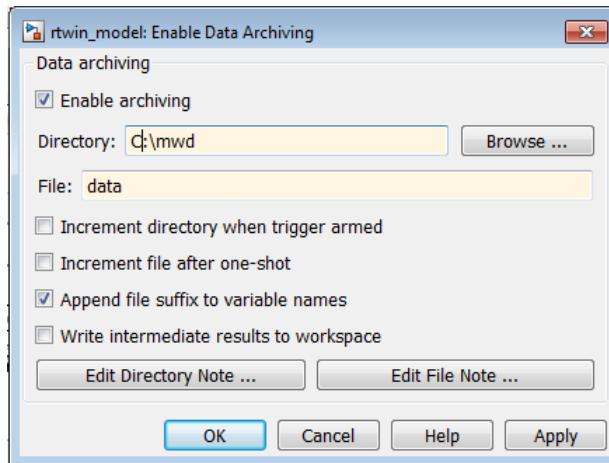 rtwin_model: Enable Data Archiving
Data archiving
Enable archiving
Directory: C:\mwd Browse ...
File: data
Increment directory when trigger armed
Increment file after one-shot
Append file suffix to variable names
Write intermediate results to workspace
Edit Directory Note ... Edit File Note ...
OK Cancel Help Apply